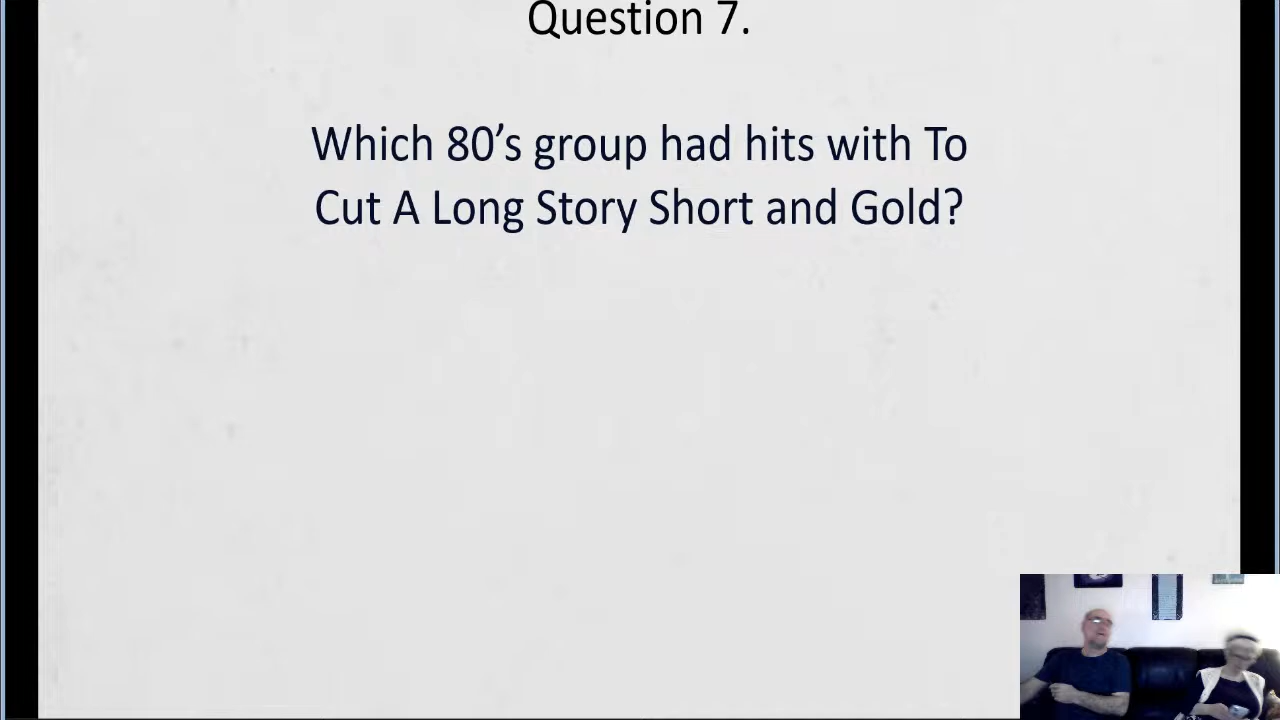 Question 7.
Which 80’s group had hits with To
Cut A Long Story Short and Gold?